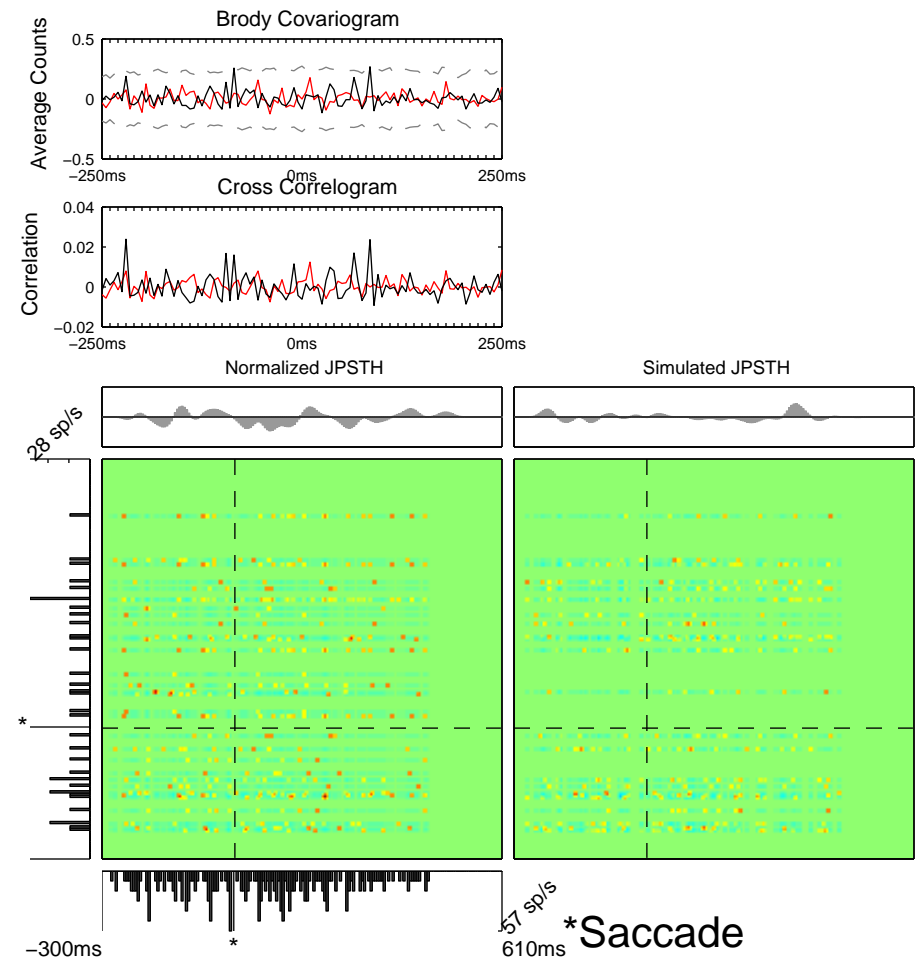 Brody Covariogram
Average Counts
0.5
0
−0.5
−250ms
0ms
250ms
Cross Correlogram
Correlation
0.04
0.02
0
−0.02
−250ms
0ms
250ms
Normalized JPSTH
Simulated JPSTH
28 sp/s
*
57 sp/s
*
−300ms
610ms
*Saccade